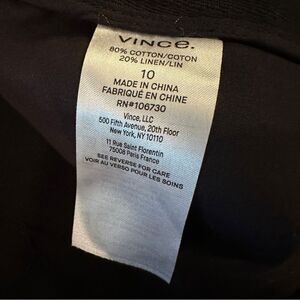 VINCE.
80% COTTON/COTON
20% LINEN/LIN
10
MADE IN CHINA
FABRIQUÉ EN CHINE
RN#106730
Vince, LLC
500 Fifth Avenue, 20th Floor
New York, NY 10110
11 Rue Saint Florentin
75008 Paris France
SEE REVERSE FOR CARE
VOIR AU VERSO POUR LES SOINS